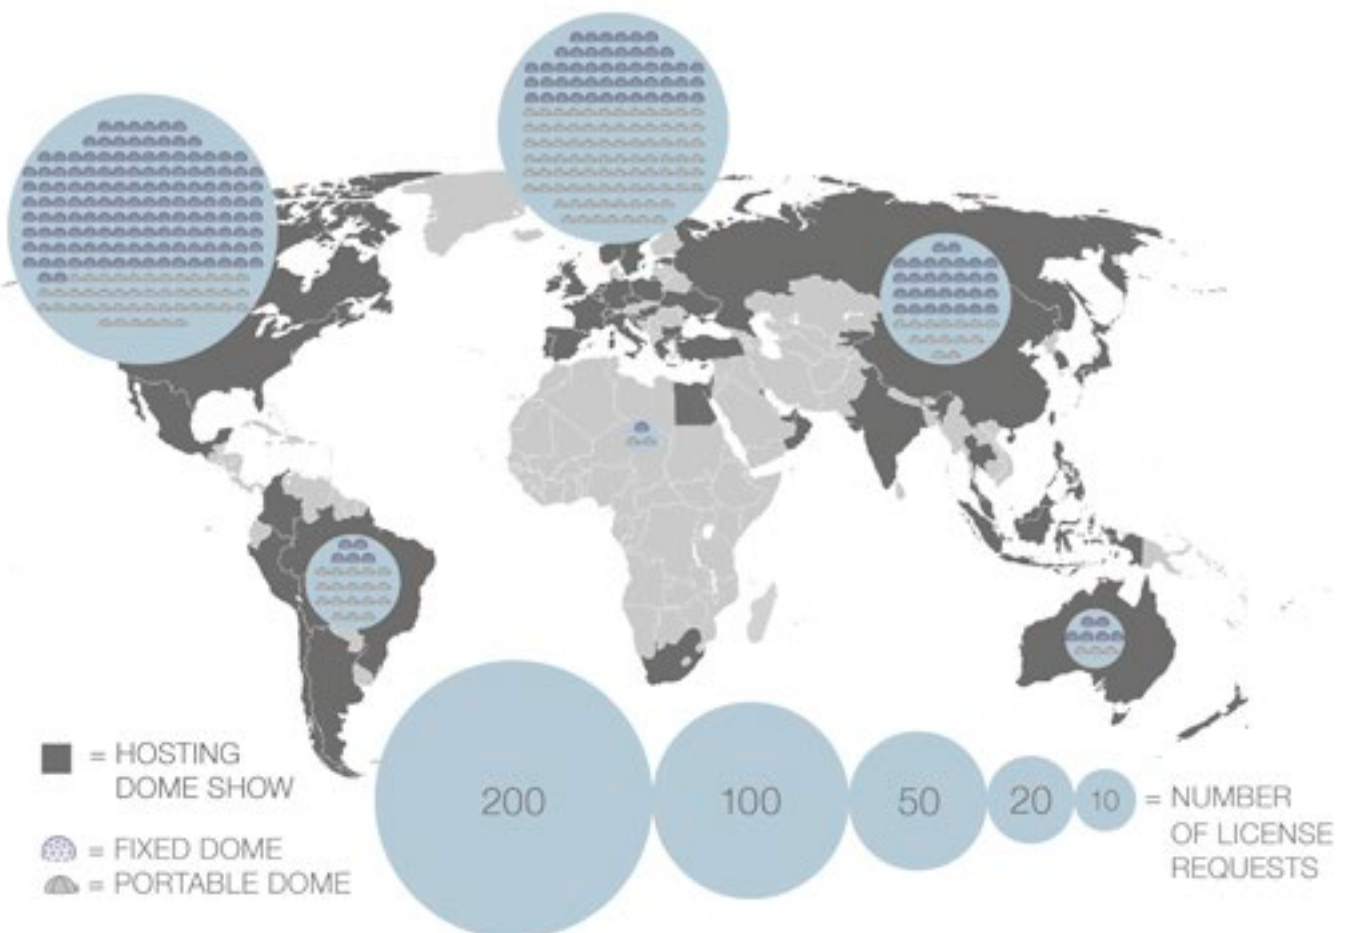 = HOSTING
DOME SHOW
= FIXED DOME
= PORTABLE DOME
200
100
50
20
10
= NUMBER
OF LICENSE
REQUESTS